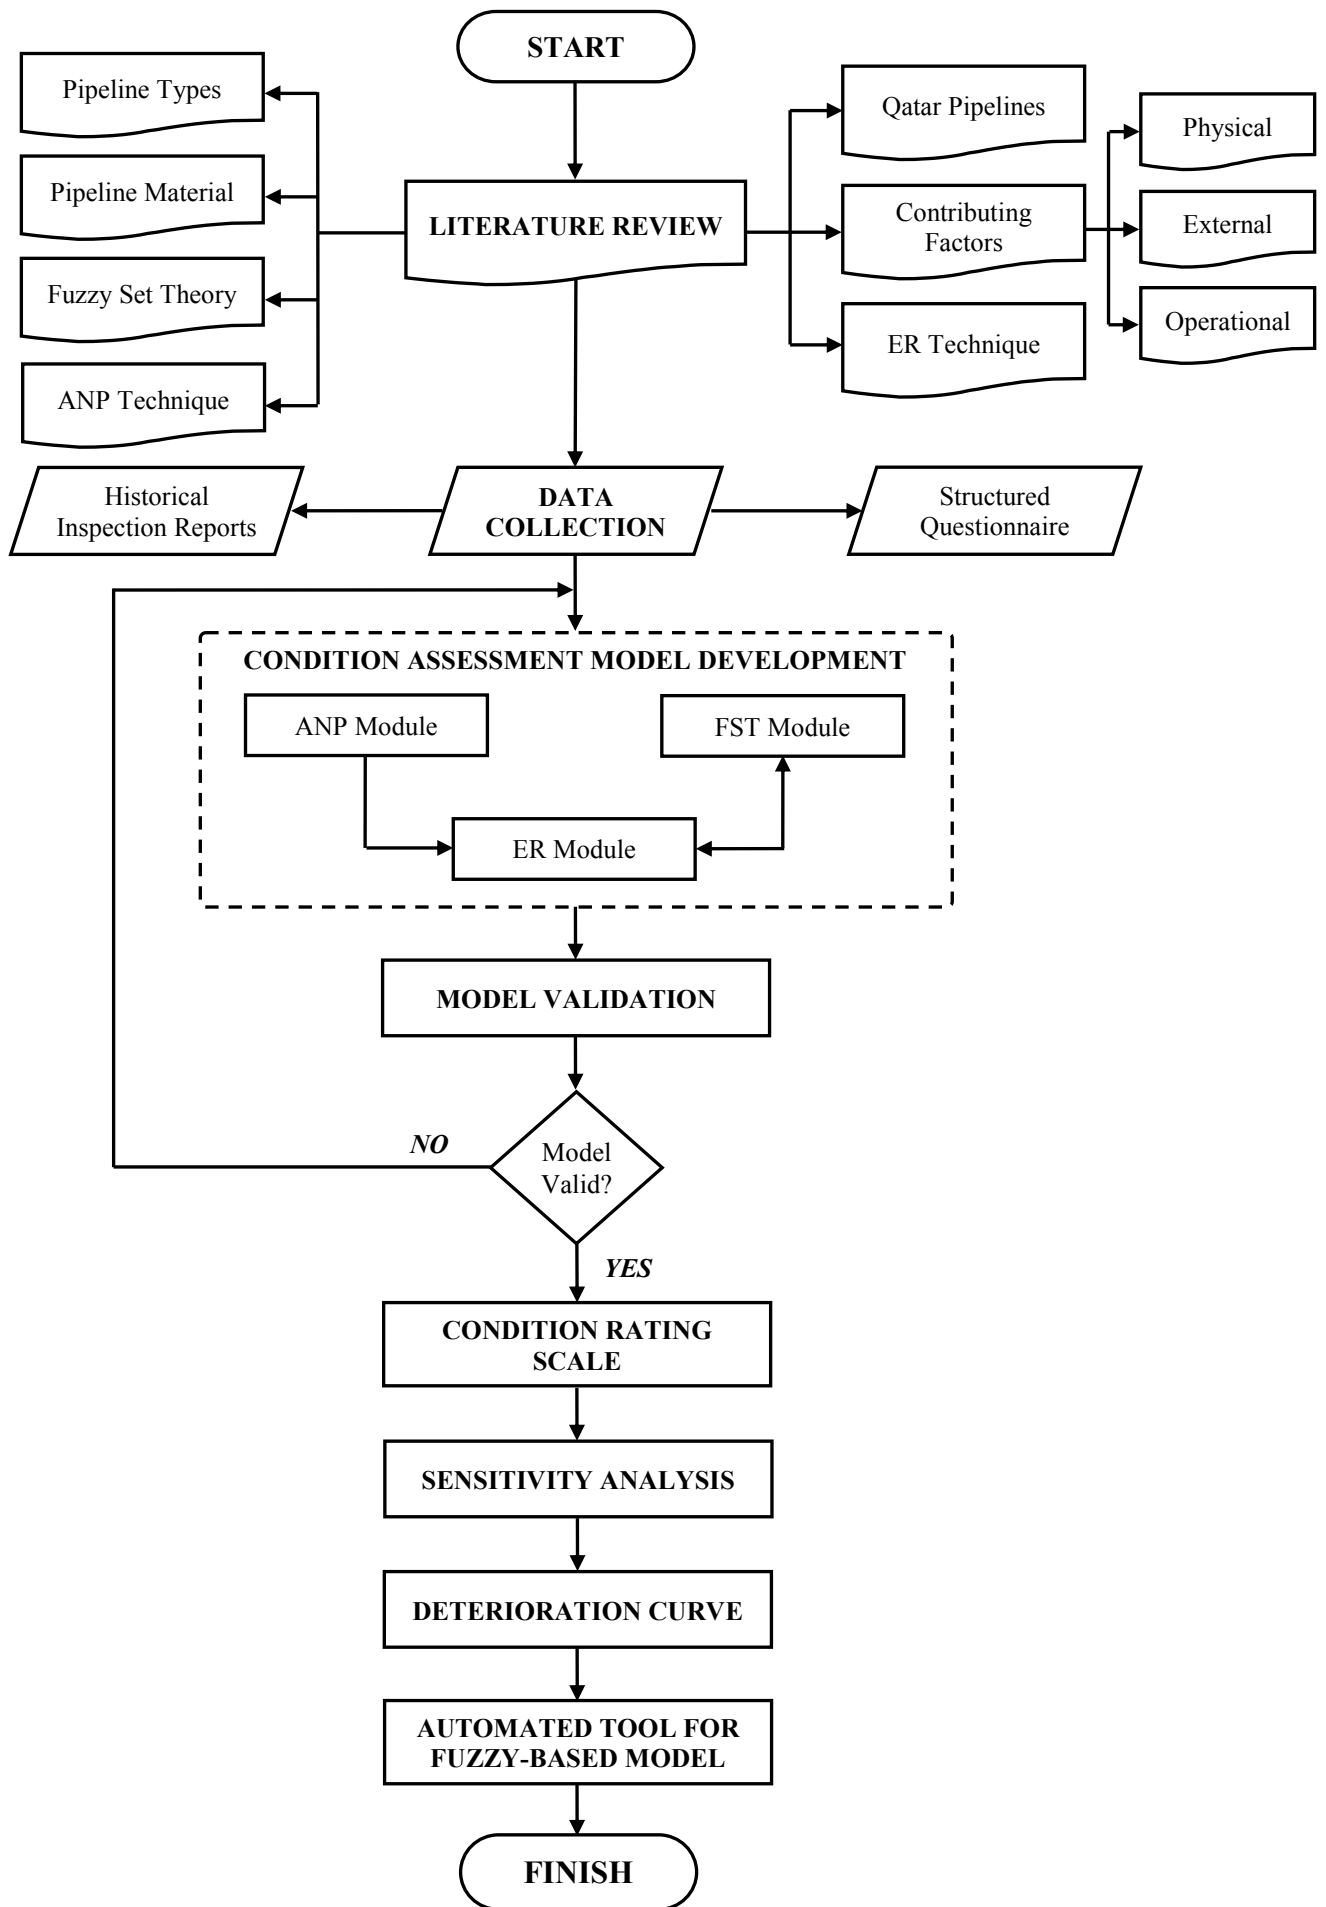 START
Pipeline Types
Pipeline Material
Fuzzy Set Theory
ANP Technique
LITERATURE REVIEW
Qatar Pipelines
Contributing
Factors
ER Technique
Physical
External
Operational
Historical
Inspection Reports
DATA
COLLECTION
Structured
Questionnaire
CONDITION ASSESSMENT MODEL DEVELOPMENT
ANP Module
FST Module
ER Module
MODEL VALIDATION
NO
Model
Valid?
YES
CONDITION RATING
SCALE
SENSITIVITY ANALYSIS
DETERIORATION CURVE
AUTOMATED TOOL FOR
FUZZY-BASED MODEL
FINISH